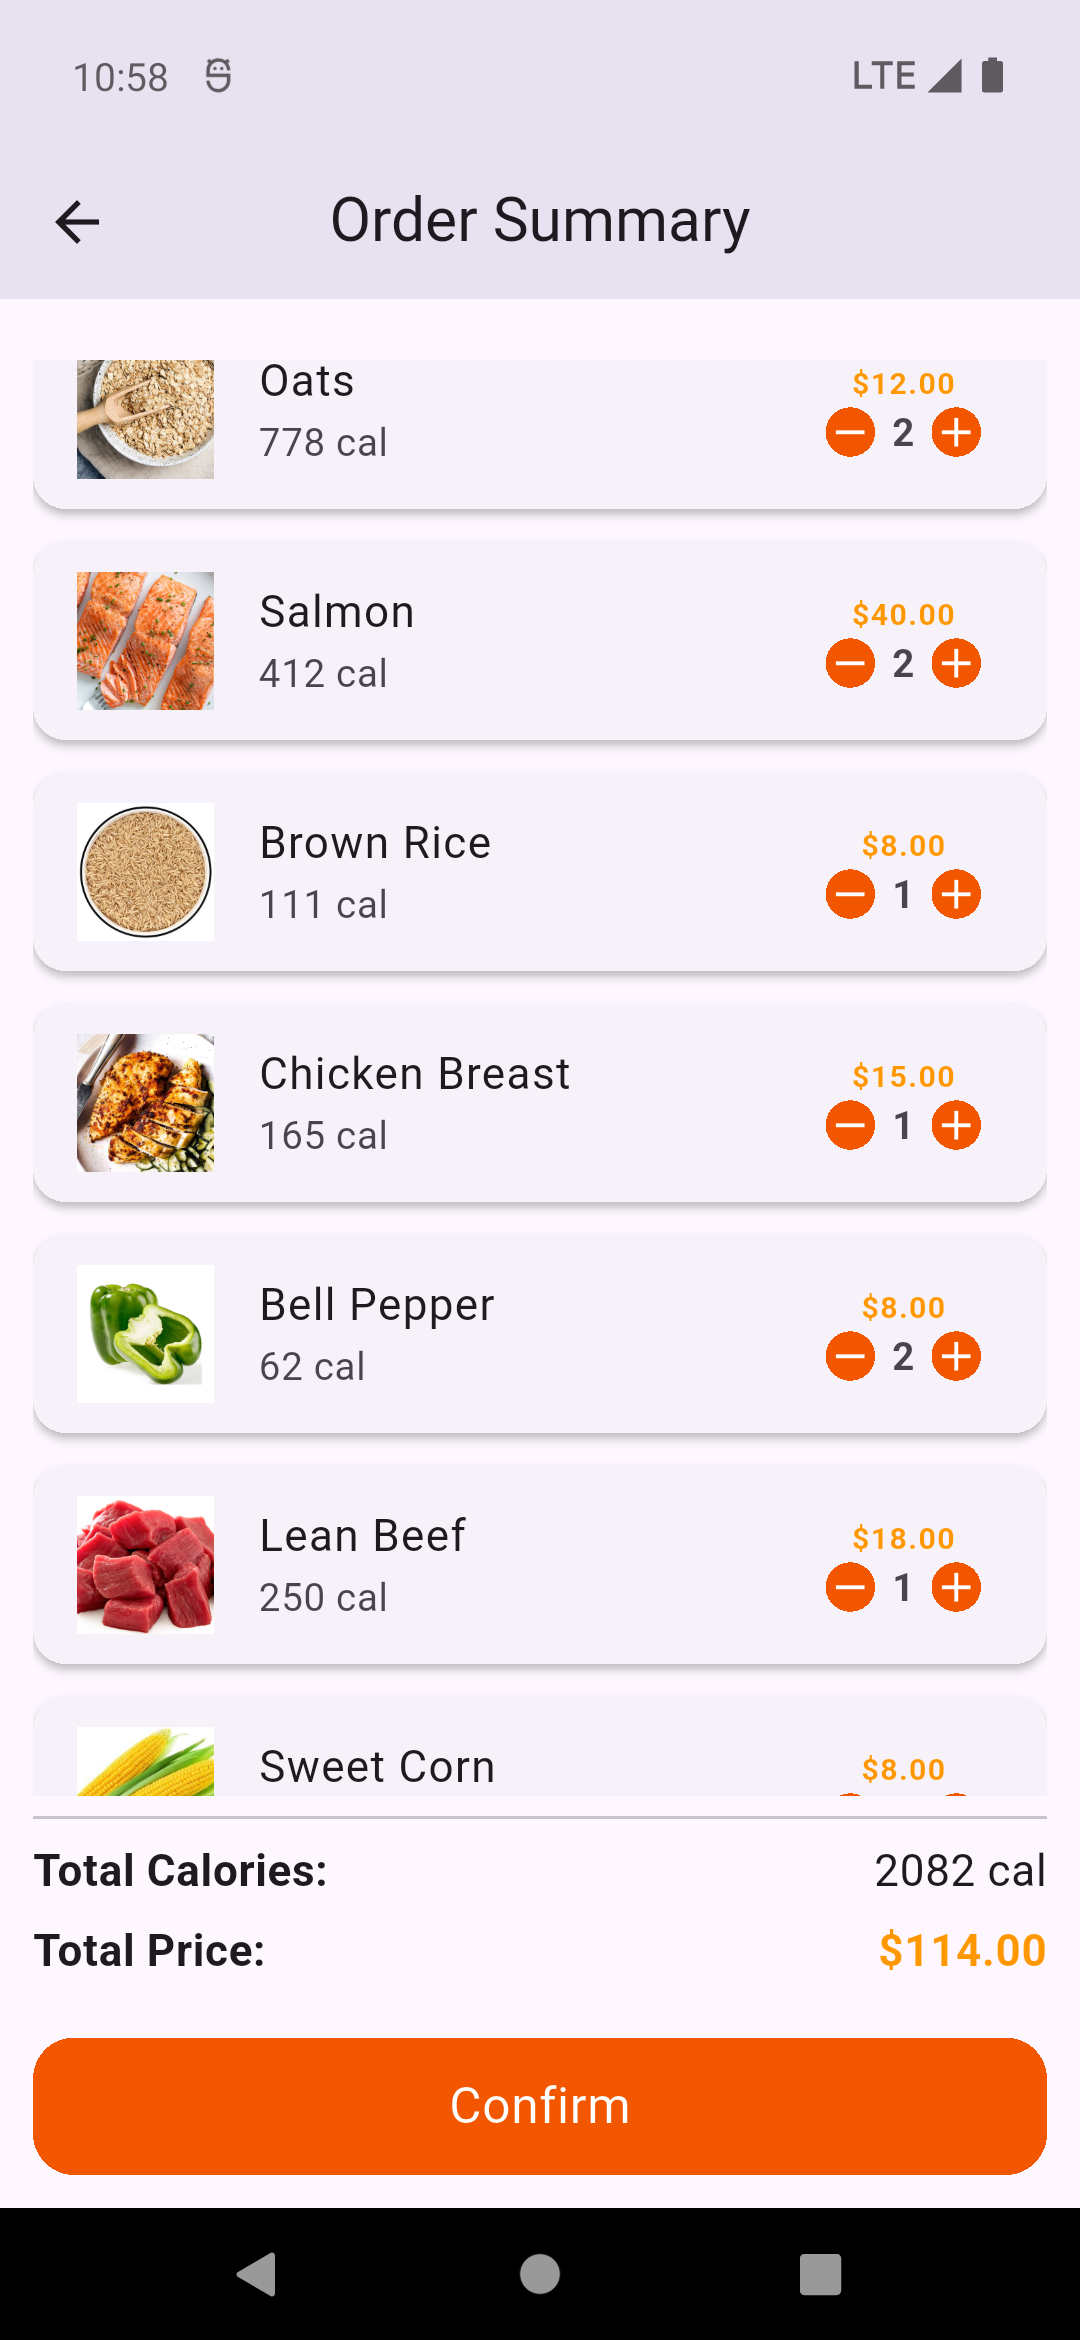 10:58
LTE
Order Summary
Oats
$12.00
778 cal
2
Salmon
$40.00
412 cal
2
Brown Rice
$8.00
111 cal
1
Chicken Breast
$15.00
165 cal
1
Bell Pepper
$8.00
62 cal
2
Lean Beef
$18.00
250 cal
1
Sweet Corn
$8.00
Total Calories:
2082 cal
Total Price:
$114.00
Confirm